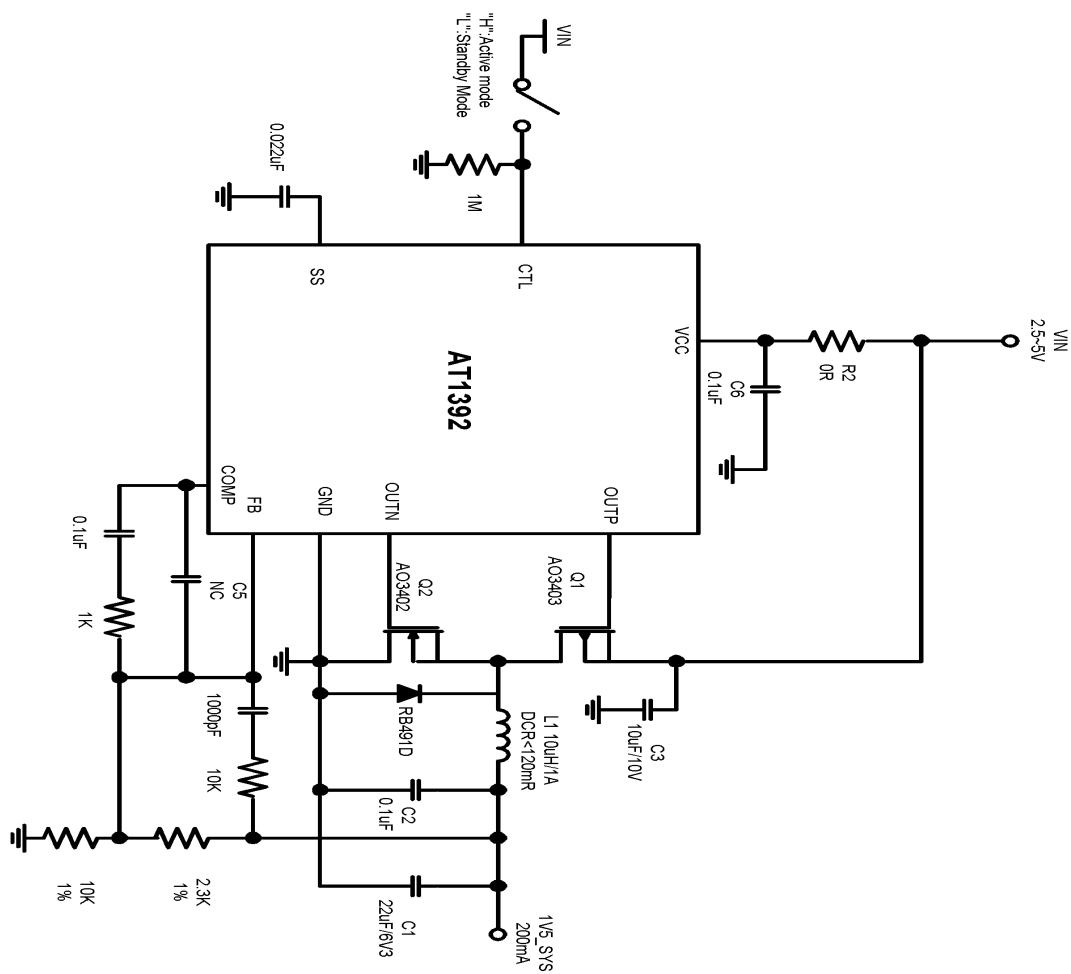 VIN
2.5~5V
R2
0R
C6
0.1uF
VIN
"H":Active mode
"L":Standby Mode
1M
0.022uF
CTL
SS
VCC
AT1392
OUTP
OUTN
GND
FB
COMP
Q1
AO3403
Q2
AO3402
C3
10uF/10V
L1 10uH/1A
DCR<120mR
RB491D
C2
0.1uF
C1
22uF/6V3
1V5_SYS
200mA
C5
NC
0.1uF
1K
1000pF
10K
2.3K
1%
10K
1%